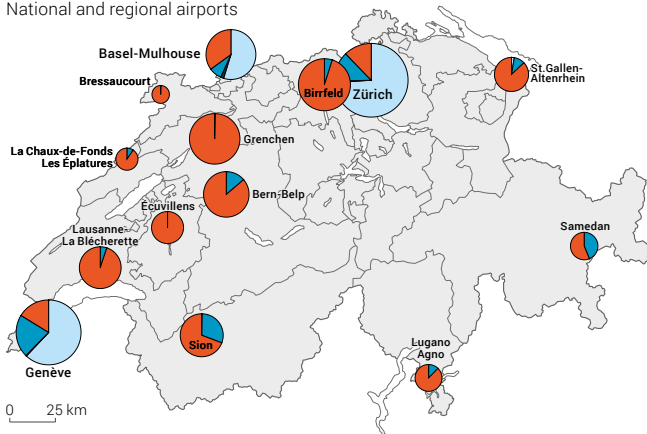 National and regional airports
Basel-Mulhouse
Bressaucourt
Birrfeld
Zürich
St.Gallen-
Altenrhein
Grenchen
La Chaux-de-Fonds
Les Éplatures
Bern-Belp
Ècuvillens
Lausanne-
La Blécherette
Samedan
Sion
Genève
Lugano
Agno
0 25 km